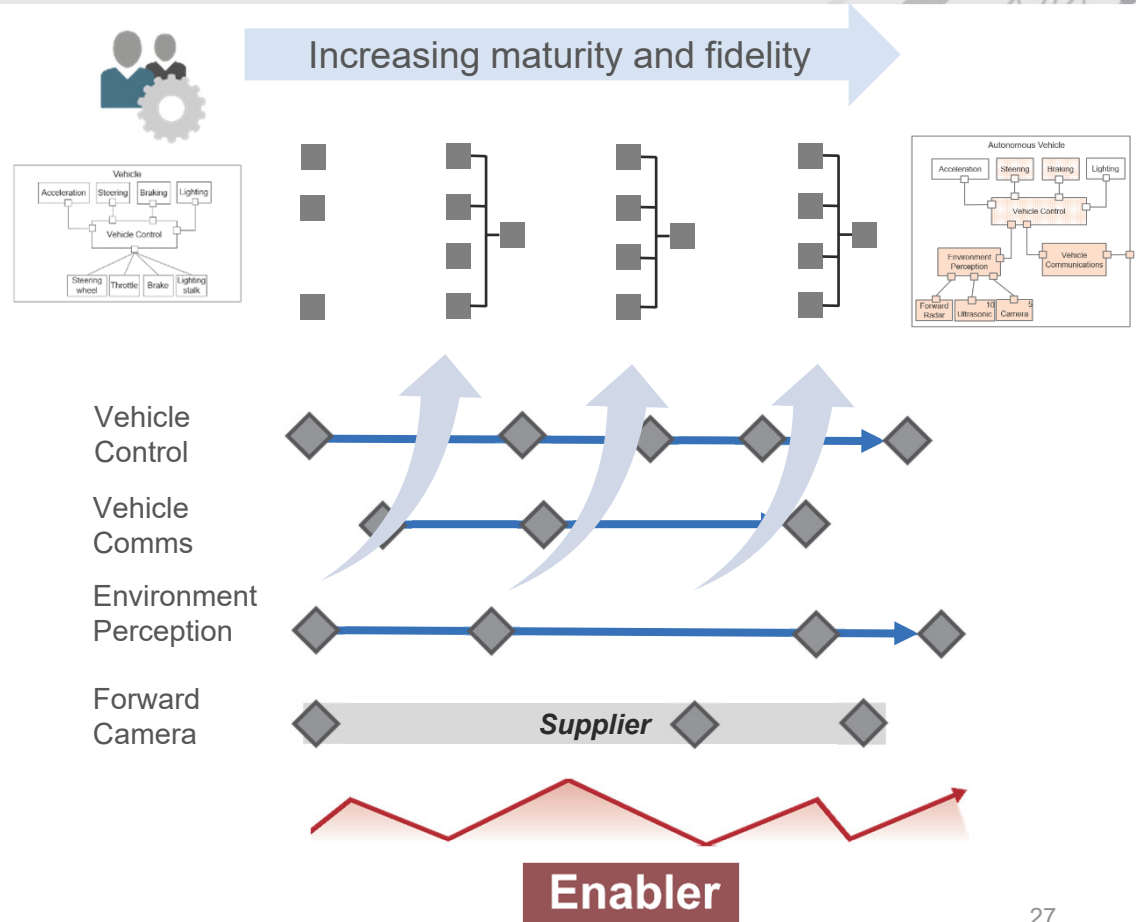 Increasing maturity and fidelity
Vehicle
Acceleration Steering Braking Lighting
Vehicle Control
Steering wheel Throttle Brake Lighting stalk
Autonomous Vehicle
Acceleration Steering Braking Lighting
Vehicle Control
Environment Perception
Vehicle Communications
Forward Radar
10 Ultrasonic
5 Camera
Vehicle
Control
Vehicle
Comms
Environment
Perception
Forward
Camera
Supplier
Enabler
27